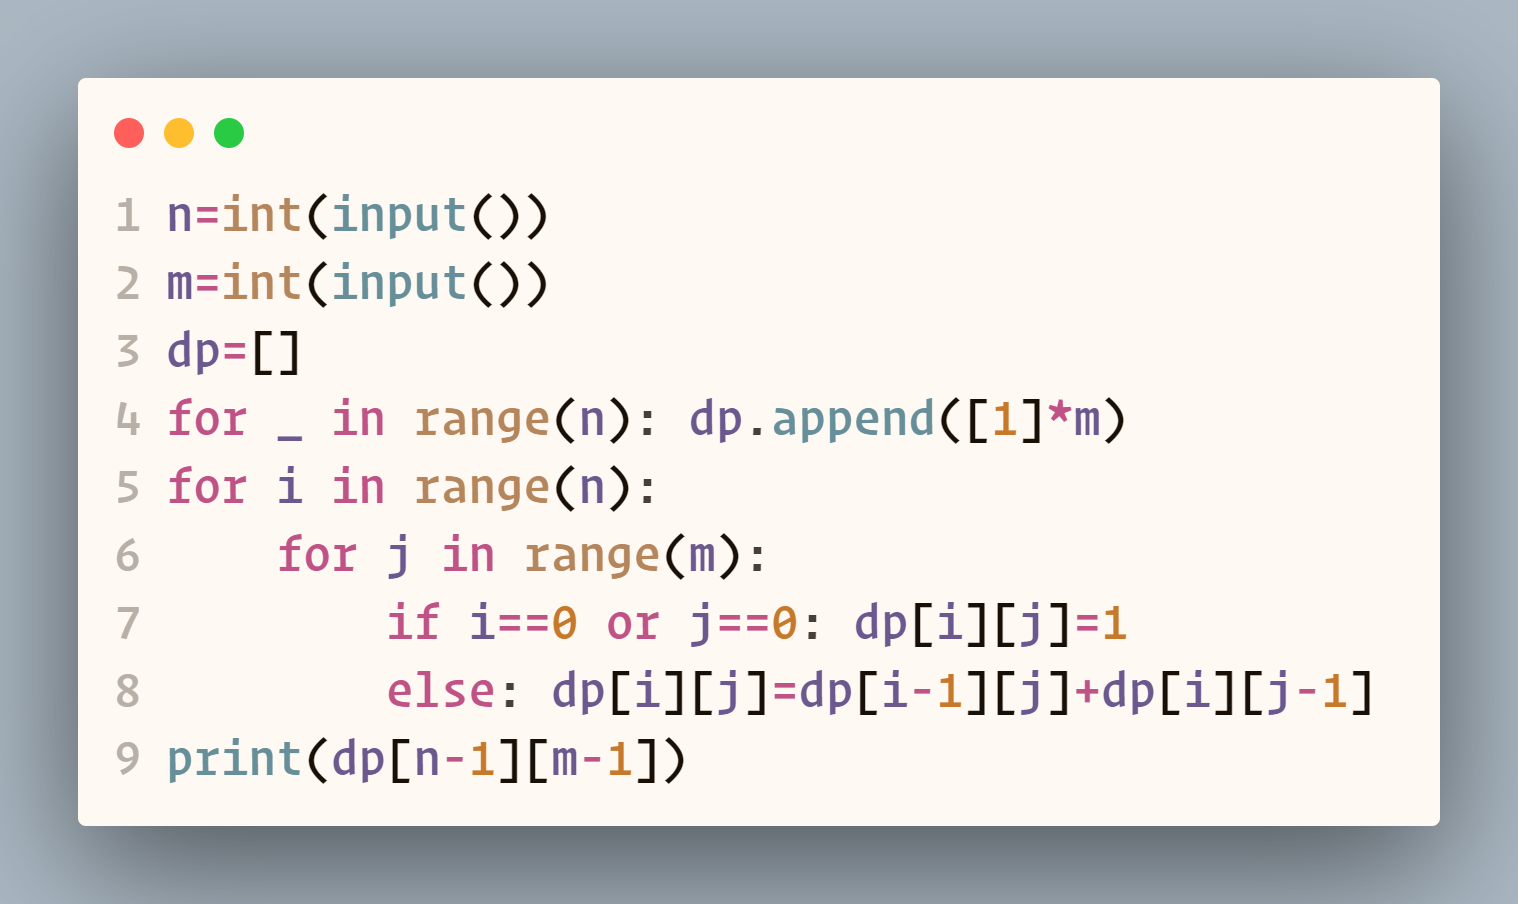 1 n=int(input())
2 m=int(input())
3 dp=[]
4 for _ in range(n): dp.append([1]*m)
5 for i in range(n):
6     for j in range(m):
7         if i==0 or j==0: dp[i][j]=1
8         else: dp[i][j]=dp[i-1][j]+dp[i][j-1]
9 print(dp[n-1][m-1])